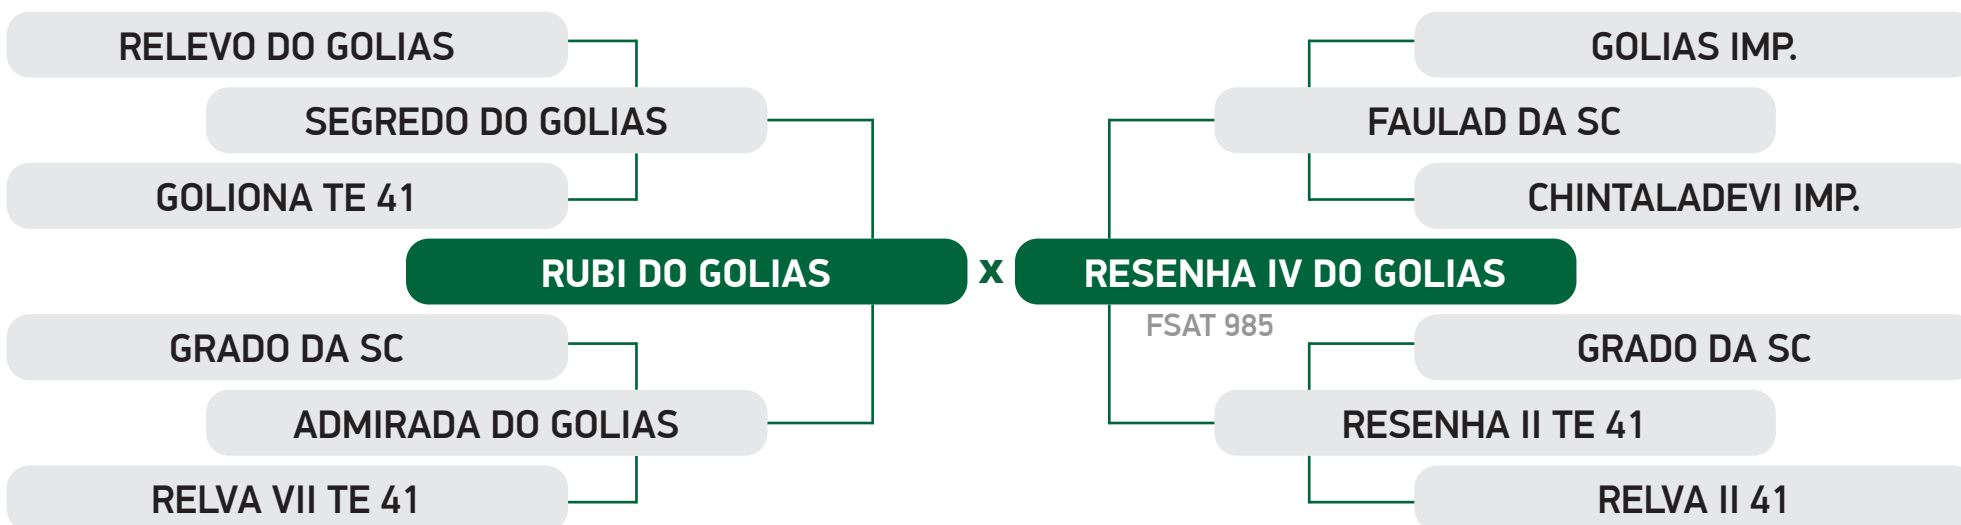 RELEVO DO GOLIAS
GOLIAS IMP.
SEGREDO DO GOLIAS
FAULAD DA SC
GOLIONA TE 41
CHINTALADEVI IMP.
RUBI DO GOLIAS x RESENHA IV DO GOLIAS
FSAT 985
GRADO DA SC
GRADO DA SC
ADMIRADA DO GOLIAS
RESENHA II TE 41
RELVA VII TE 41
RELVA II 41